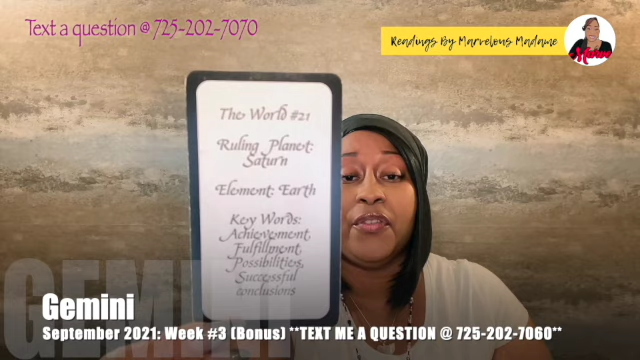 Text a question @ 725-202-7070
Readings By Marvelous Madame
Marve
The World #21
Ruling Planet:
Saturn
Element: Earth
Key Words:
Achievement,
Fulfillment,
Possibilities,
Successful
conclusions
GEMINI
Gemini
September 2021: Week #3 (Bonus) **TEXT ME A QUESTION @ 725-202-7060**